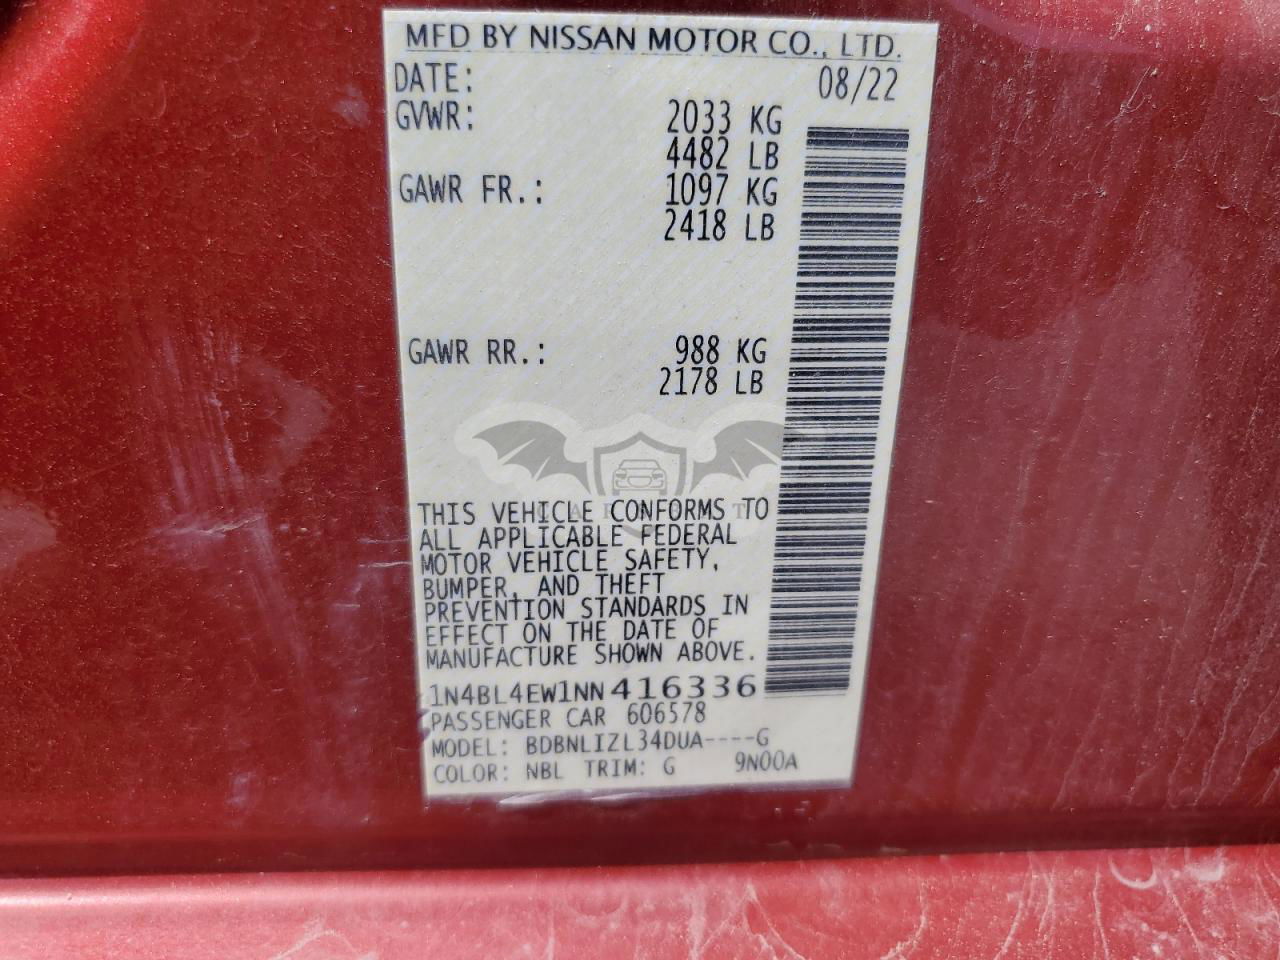 MFD BY NISSAN MOTOR CO., LTD.
DATE: 08/22
GVWR: 2033 KG
4482 LB
GAWR FR.: 1097 KG
2418 LB
GAWR RR.: 988 KG
2178 LB
THIS VEHICLE CONFORMS TO
ALL APPLICABLE FEDERAL
MOTOR VEHICLE SAFETY,
BUMPER, AND THEFT
PREVENTION STANDARDS IN
EFFECT ON THE DATE OF
MANUFACTURE SHOWN ABOVE.
1N4BL4EW1NN416336
PASSENGER CAR 606578
MODEL: BDBNLIZL34DUA----G
COLOR: NBL TRIM: G 9N00A